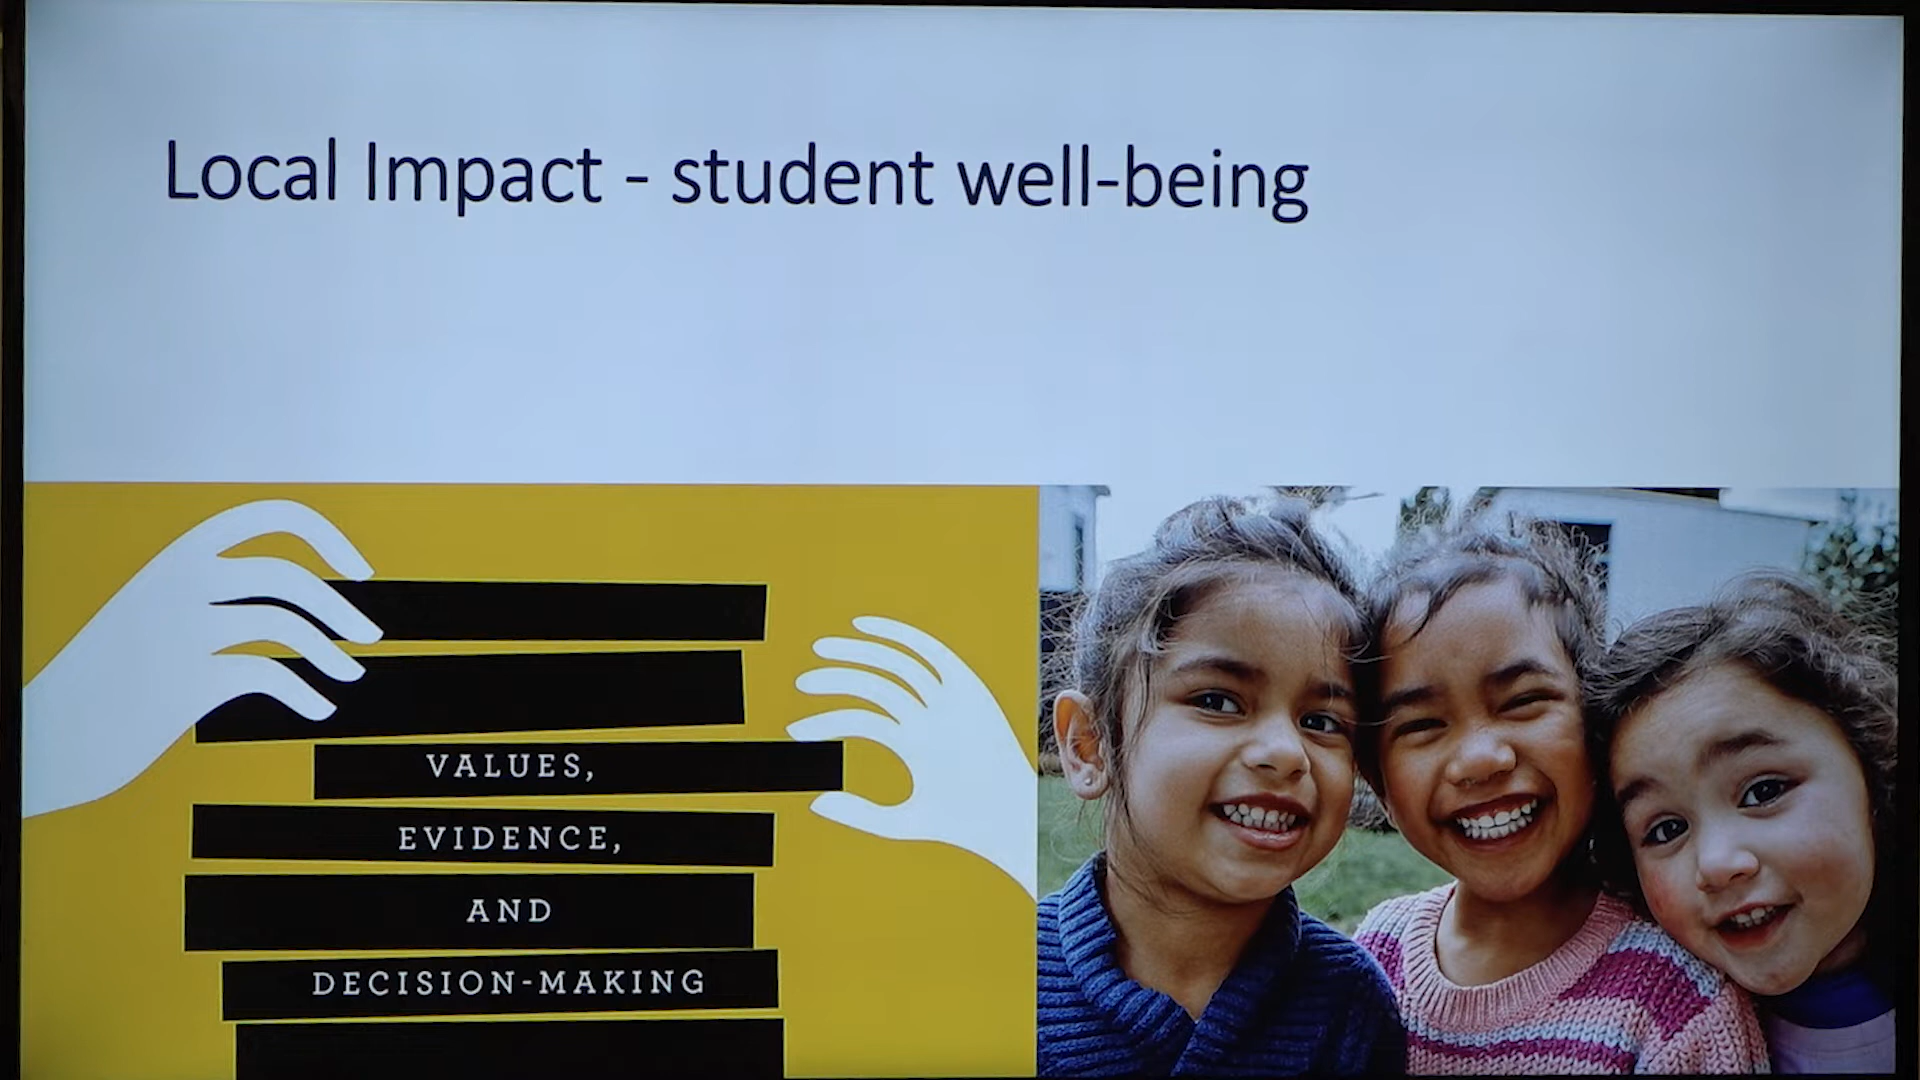 Local Impact - student well-being
VALUES,
EVIDENCE,
AND
DECISION-MAKING